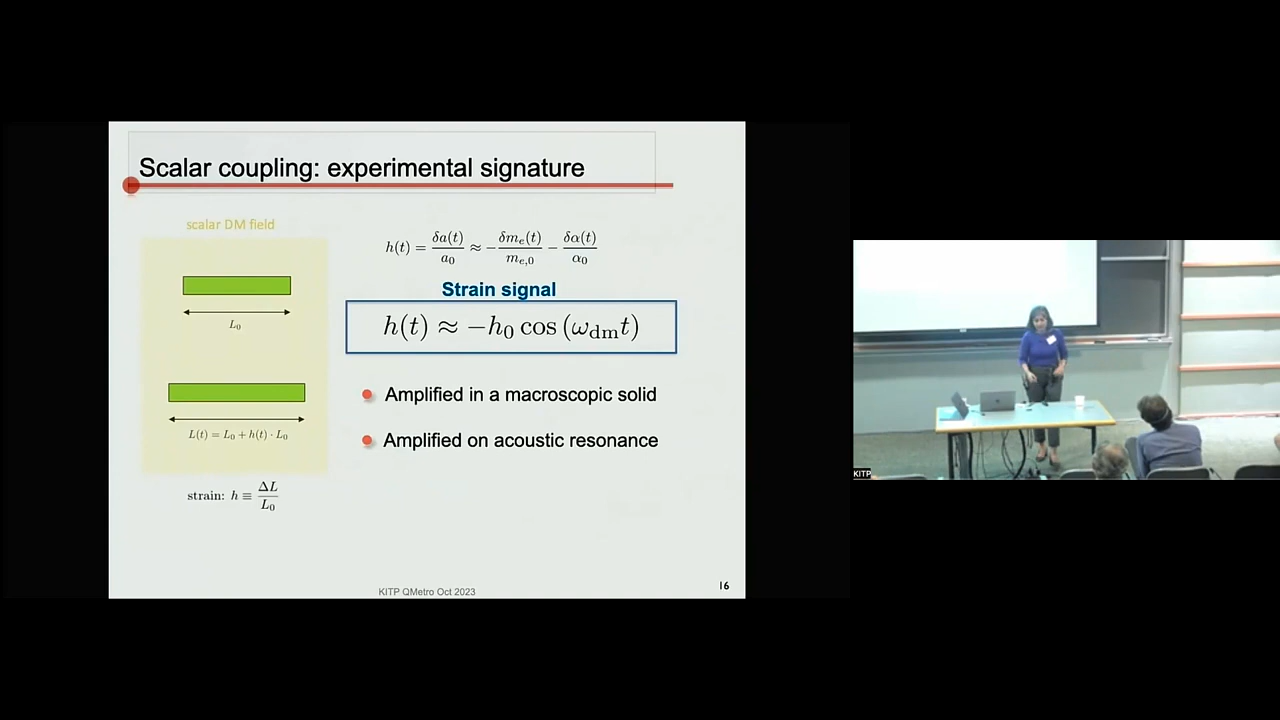 Scalar coupling: experimental signature
scalar DM field
L₀
L(t) = L₀ + h(t) · L₀
strain: h ≡ ΔL/L₀
h(t) = δa(t)/a₀ ≈ −δmₑ(t)/mₑ,₀ − δα(t)/α₀
Strain signal
h(t) ≈ −h₀ cos (ω_dm t)
Amplified in a macroscopic solid
Amplified on acoustic resonance
KITP QMetro Oct 2023
16
KITP